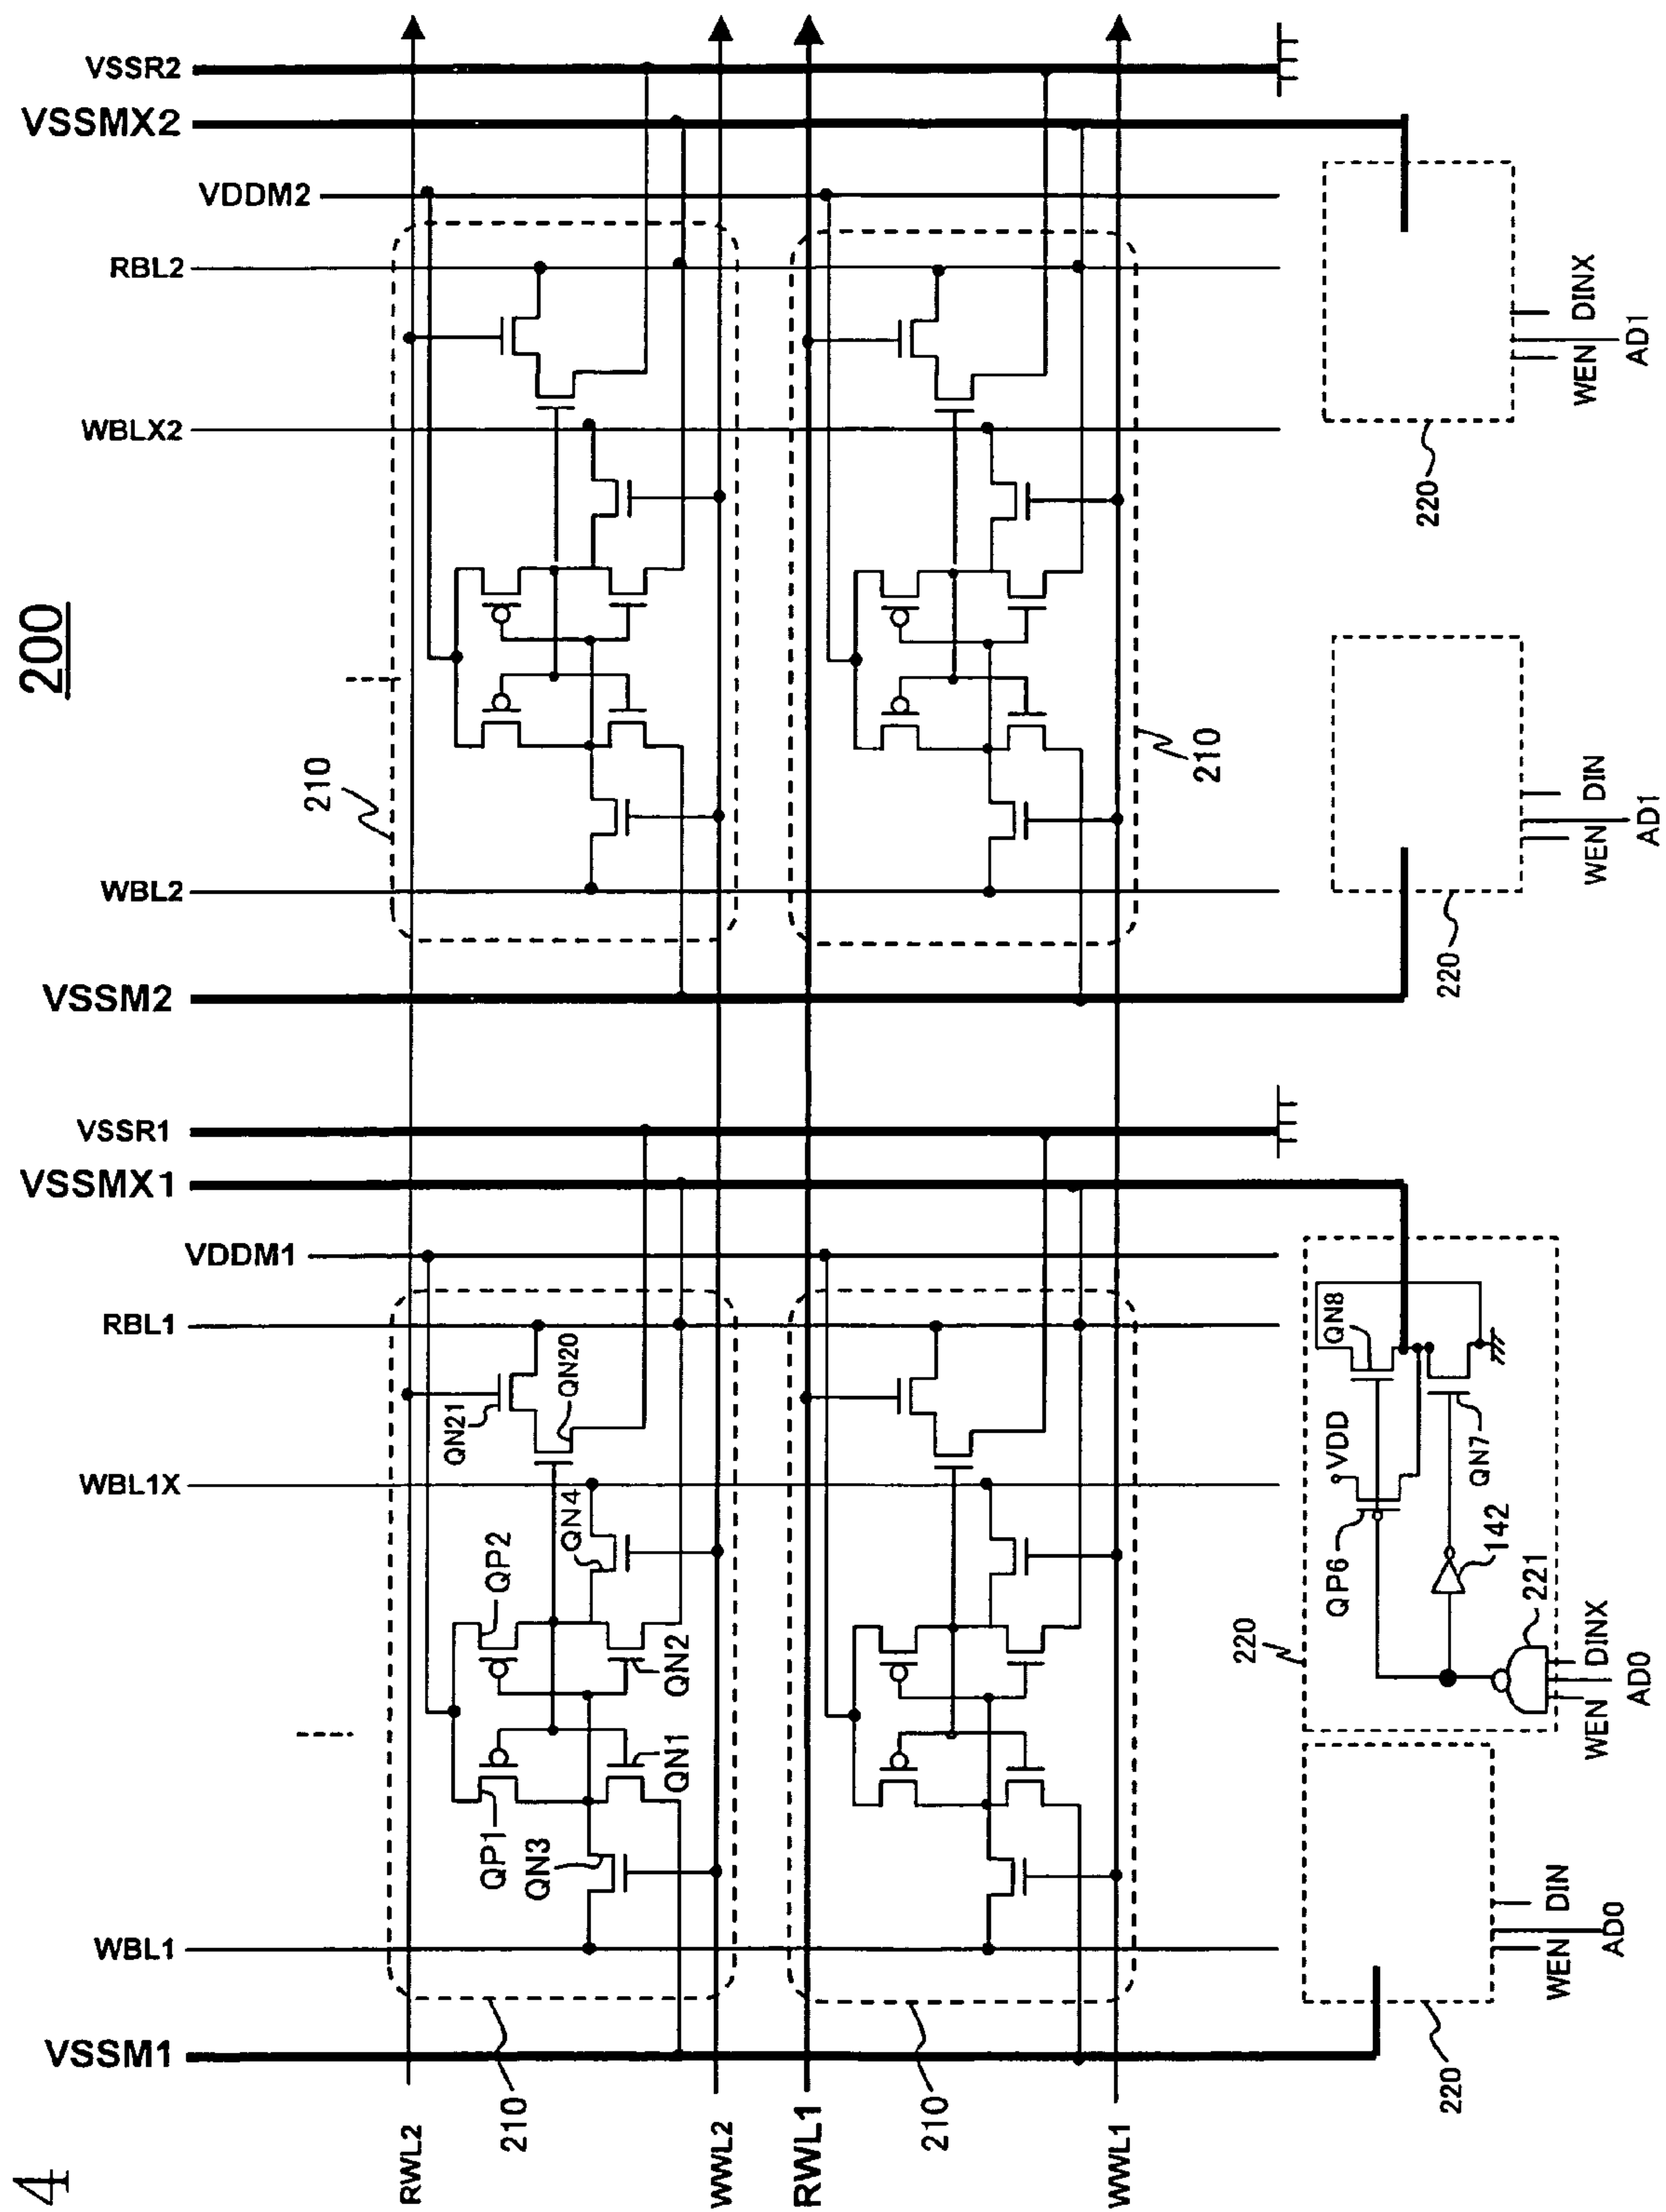 4
200
VSSM1
WBL1
WBL1X
RBL1
VDDM1
VSSMX1
VSSR1
VSSM2
WBL2
WBLX2
RBL2
VDDM2
VSSMX2
VSSR2
RWL2
210
QP1
QN3
QN1
QP2
QN2
QN4
QN21
QN20
210
WWL2
RWL1
210
210
WWL1
220
WEN
DIN
AD0
220
QP6
VDD
QN8
QN7
142
221
WEN
DINX
AD0
220
WEN
DIN
AD1
220
WEN
DINX
AD1